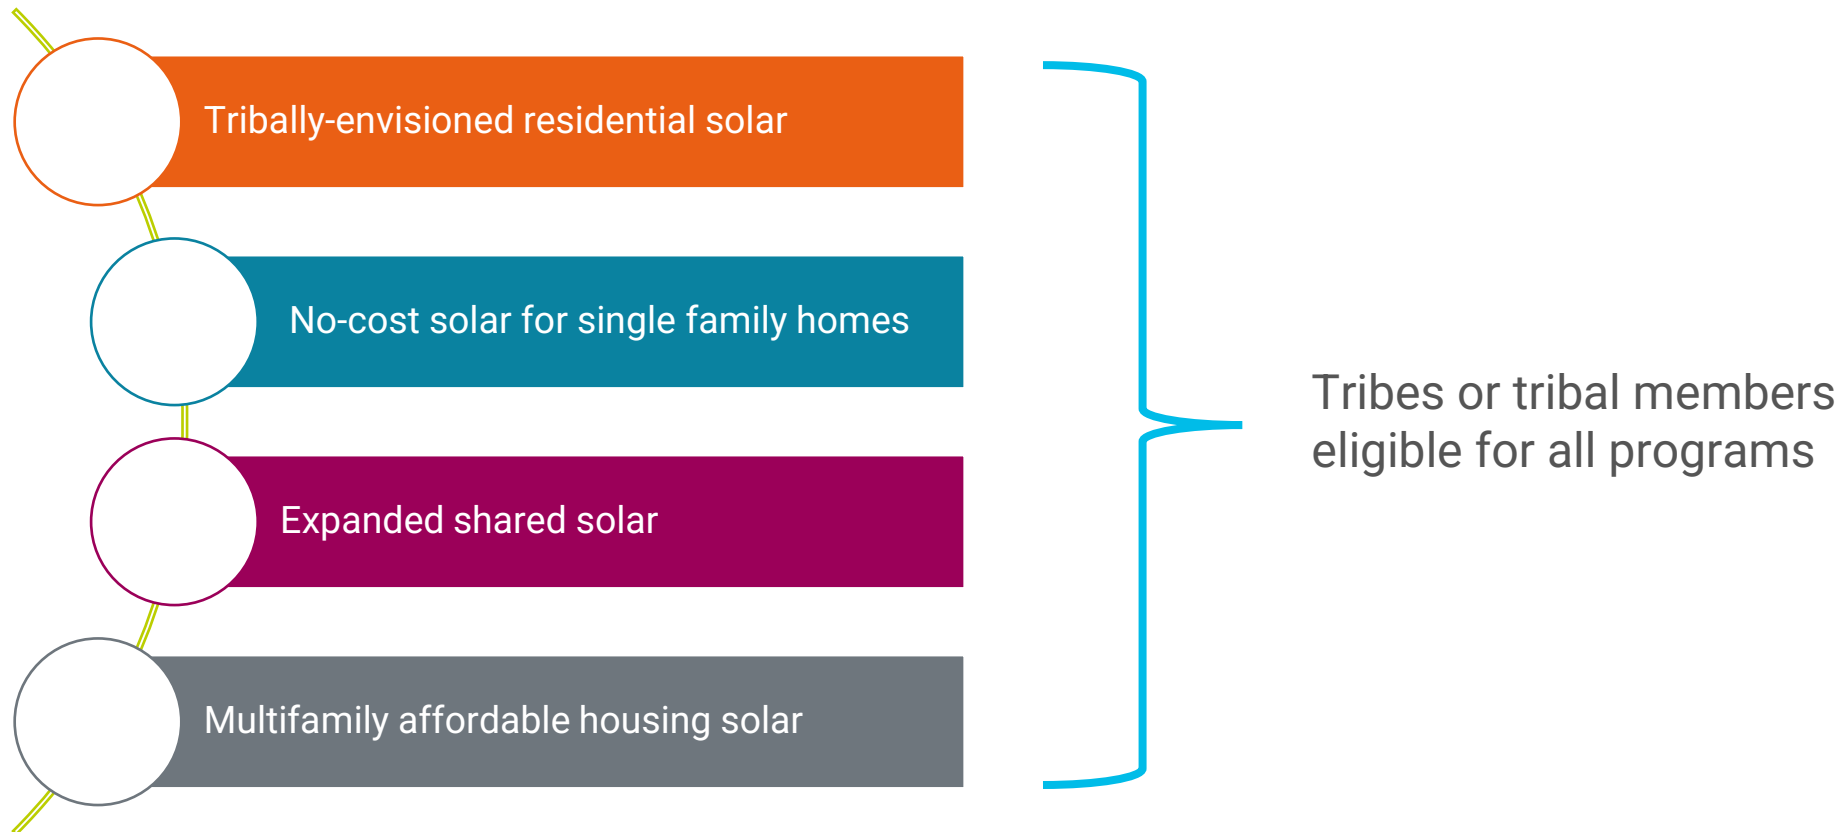 Tribally-envisioned residential solar
No-cost solar for single family homes
Expanded shared solar
Multifamily affordable housing solar
Tribes or tribal members
eligible for all programs